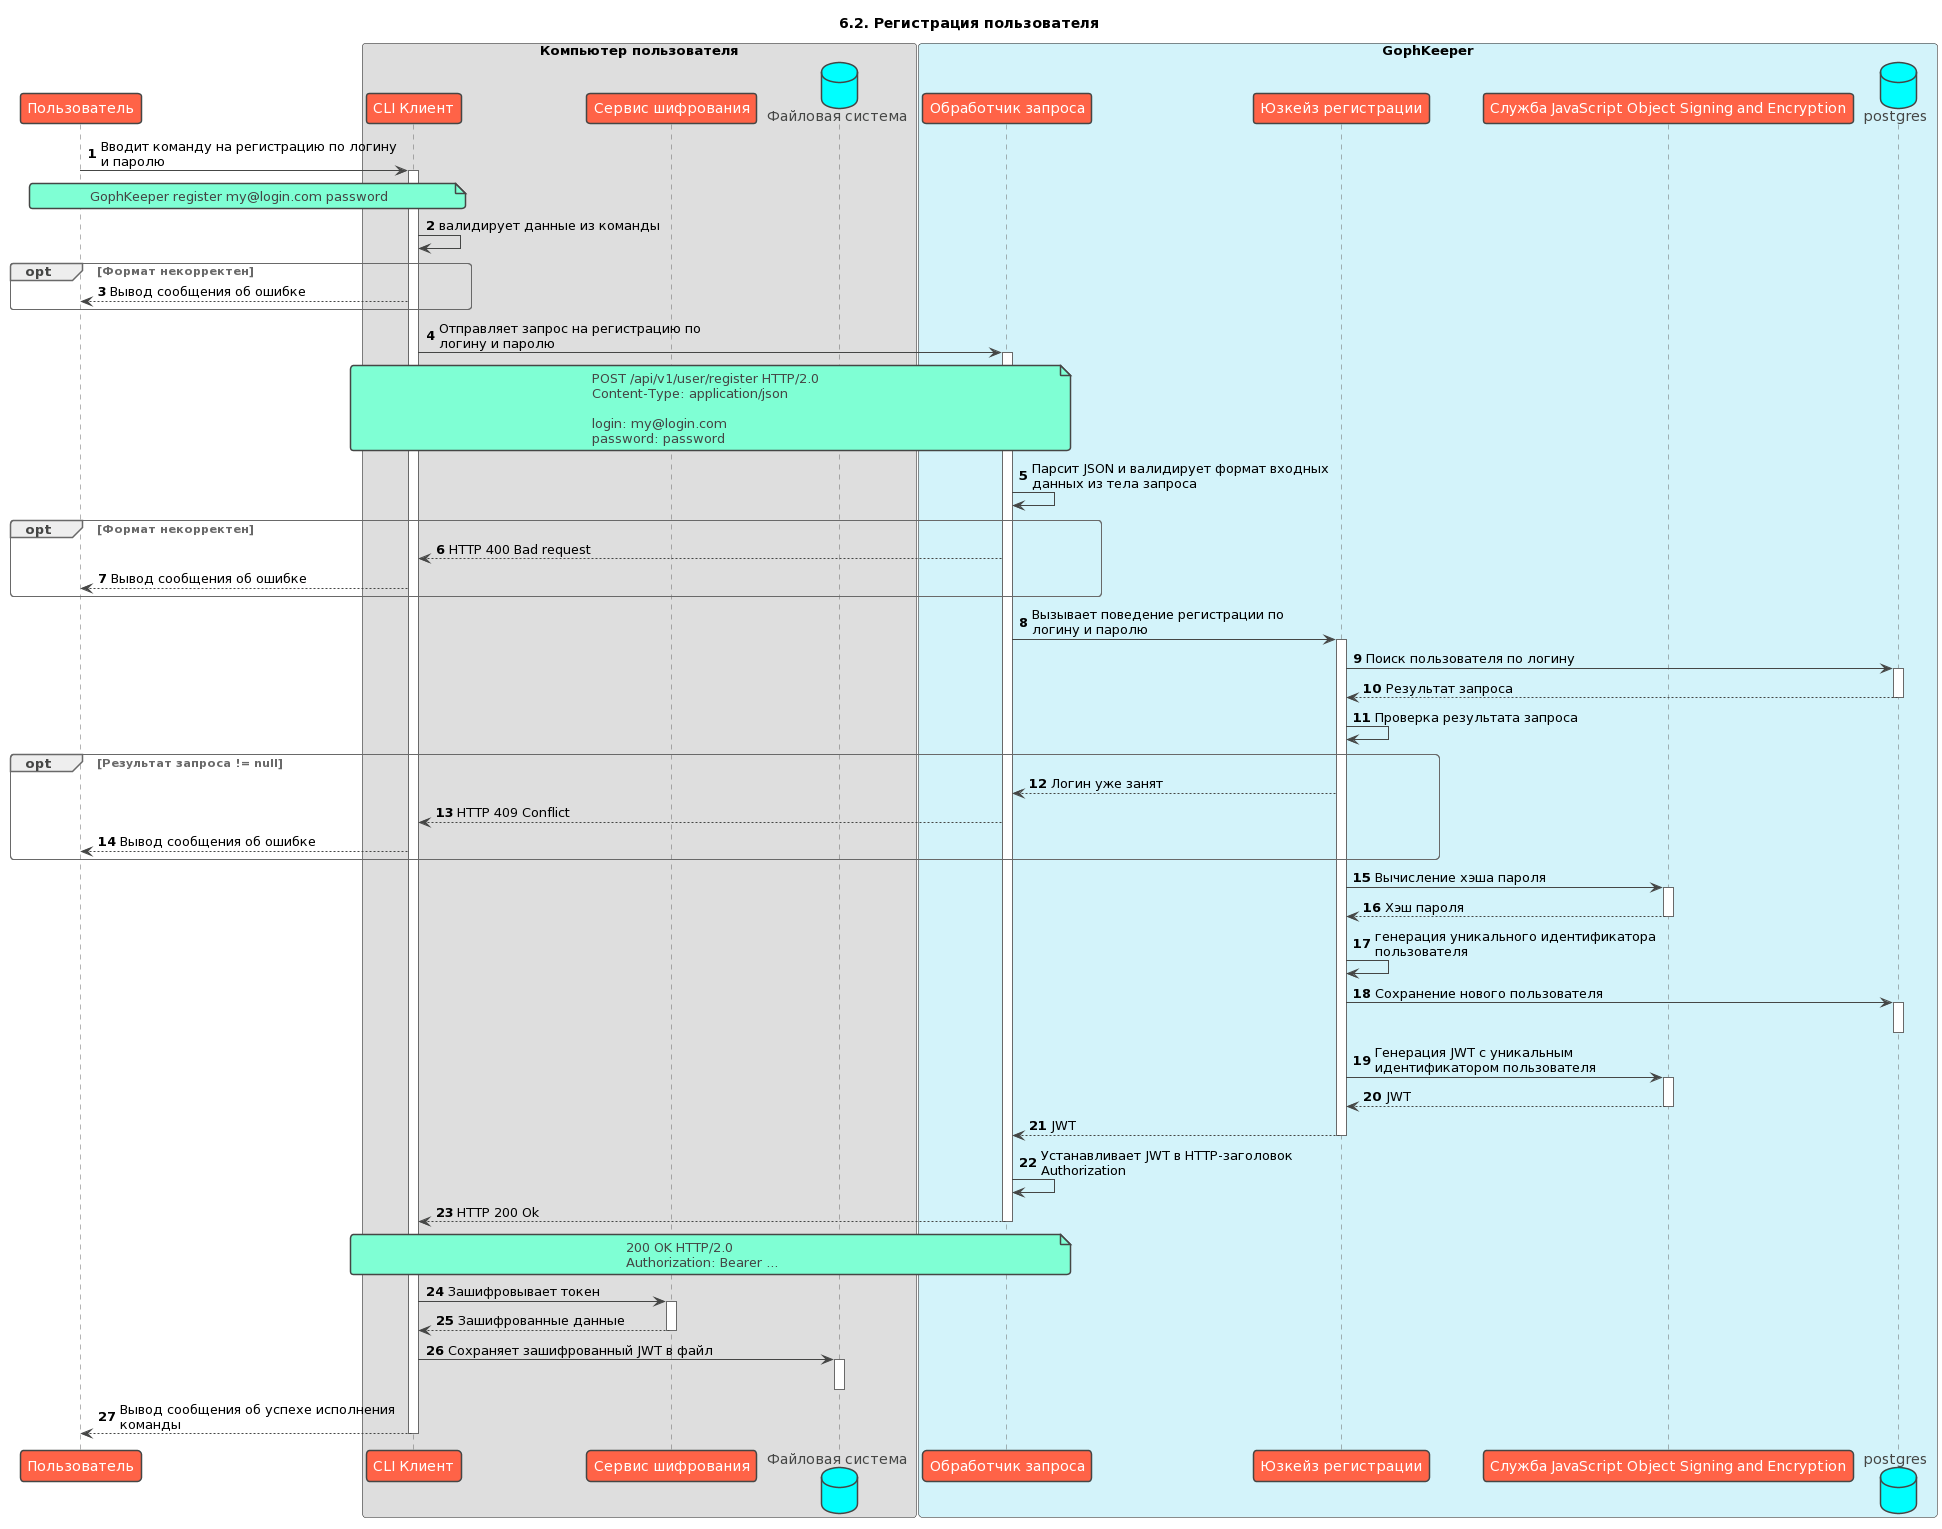 6.2. Регистрация пользователя
Компьютер пользователя
GophKeeper
Пользователь
CLI Клиент
Сервис шифрования
Файловая система
Обработчик запроса
Юзкейз регистрации
Служба JavaScript Object Signing and Encryption
postgres
1 Вводит команду на регистрацию по логину
и паролю
GophKeeper register my@login.com password
2 валидирует данные из команды
opt [Формат некорректен]
3 Вывод сообщения об ошибке
4 Отправляет запрос на регистрацию по
логину и паролю
POST /api/v1/user/register HTTP/2.0
Content-Type: application/json
login: my@login.com
password: password
5 Парсит JSON и валидирует формат входных
данных из тела запроса
opt [Формат некорректен]
6 HTTP 400 Bad request
7 Вывод сообщения об ошибке
8 Вызывает поведение регистрации по
логину и паролю
9 Поиск пользователя по логину
10 Результат запроса
11 Проверка результата запроса
opt [Результат запроса != null]
12 Логин уже занят
13 HTTP 409 Conflict
14 Вывод сообщения об ошибке
15 Вычисление хэша пароля
16 Хэш пароля
17 генерация уникального идентификатора
пользователя
18 Сохранение нового пользователя
19 Генерация JWT с уникальным
идентификатором пользователя
20 JWT
21 JWT
22 Устанавливает JWT в HTTP-заголовок
Authorization
23 HTTP 200 Ok
200 OK HTTP/2.0
Authorization: Bearer ...
24 Зашифровывает токен
25 Зашифрованные данные
26 Сохраняет зашифрованный JWT в файл
27 Вывод сообщения об успехе исполнения
команды
Пользователь
CLI Клиент
Сервис шифрования
Файловая система
Обработчик запроса
Юзкейз регистрации
Служба JavaScript Object Signing and Encryption
postgres